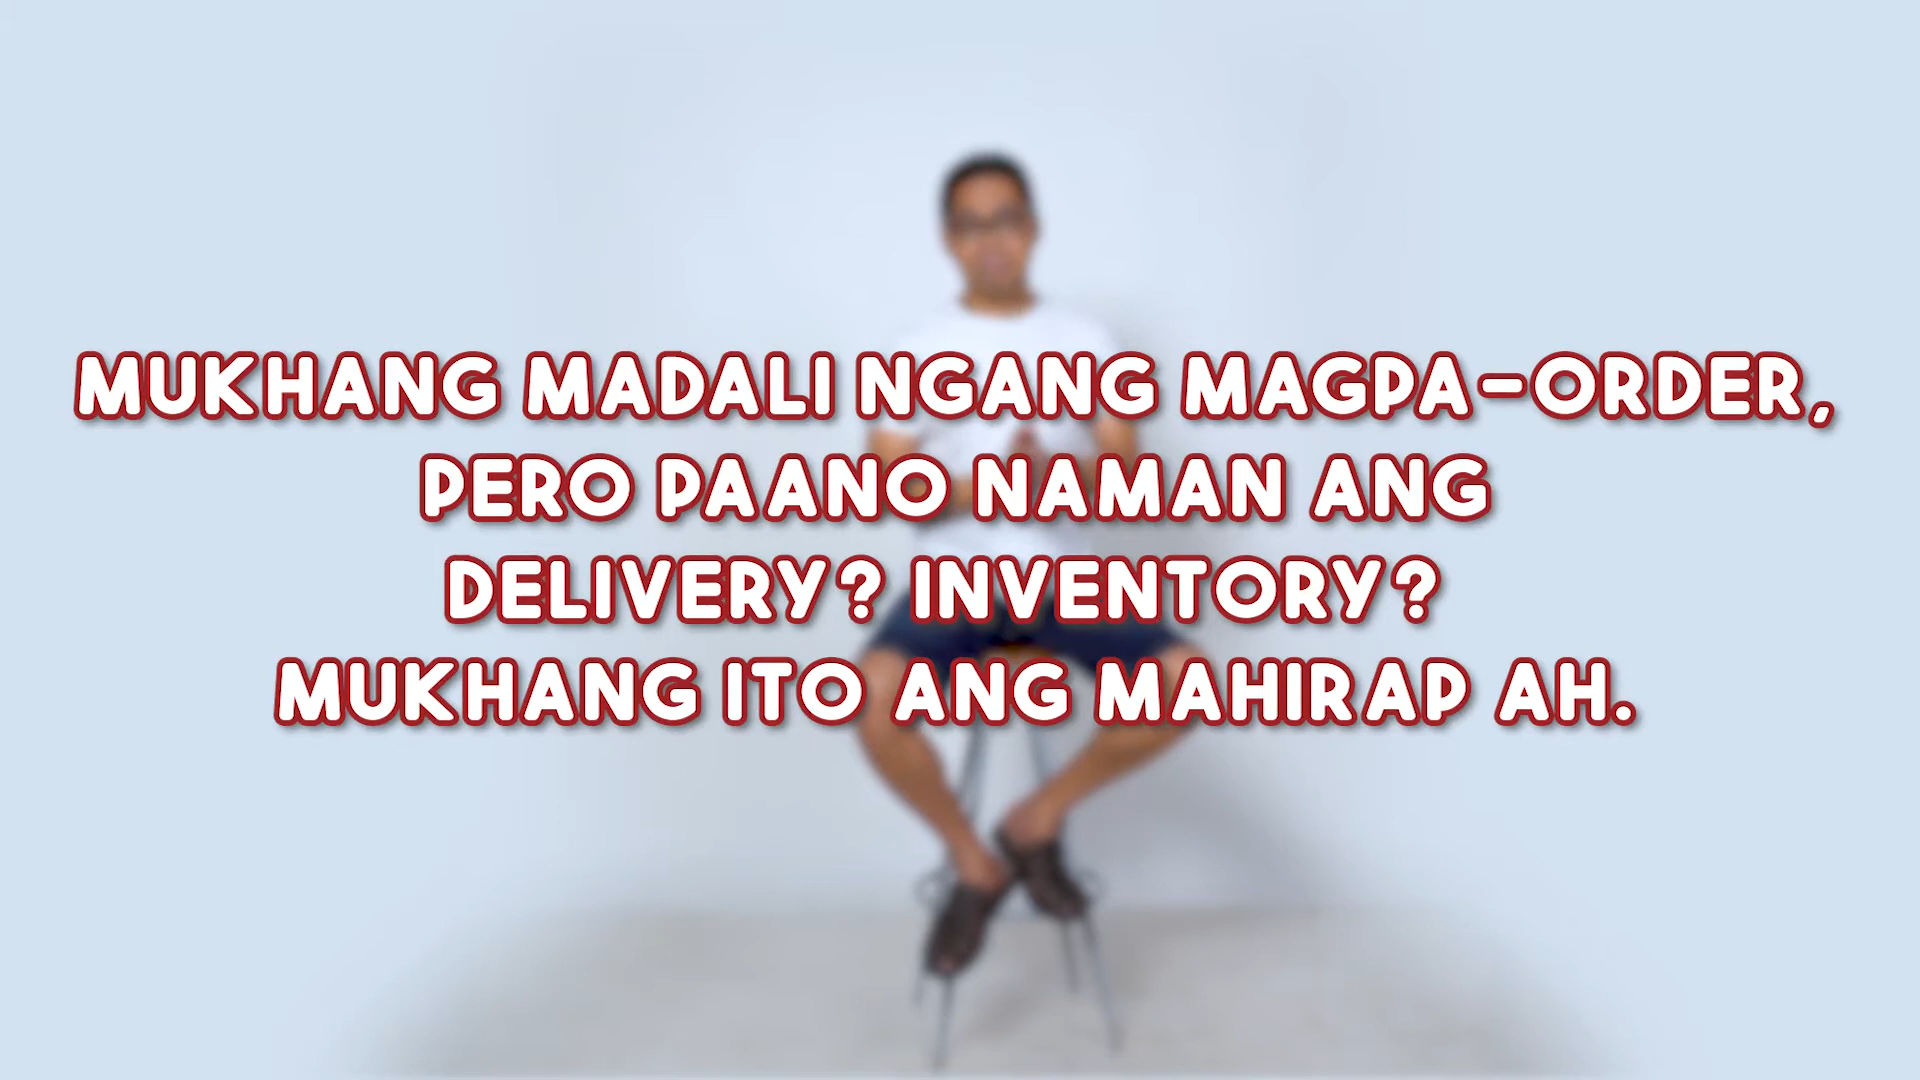 MUKHANG MADALI NGANG MAGPA-ORDER,
PERO PAANO NAMAN ANG
DELIVERY? INVENTORY?
MUKHANG ITO ANG MAHIRAP AH.